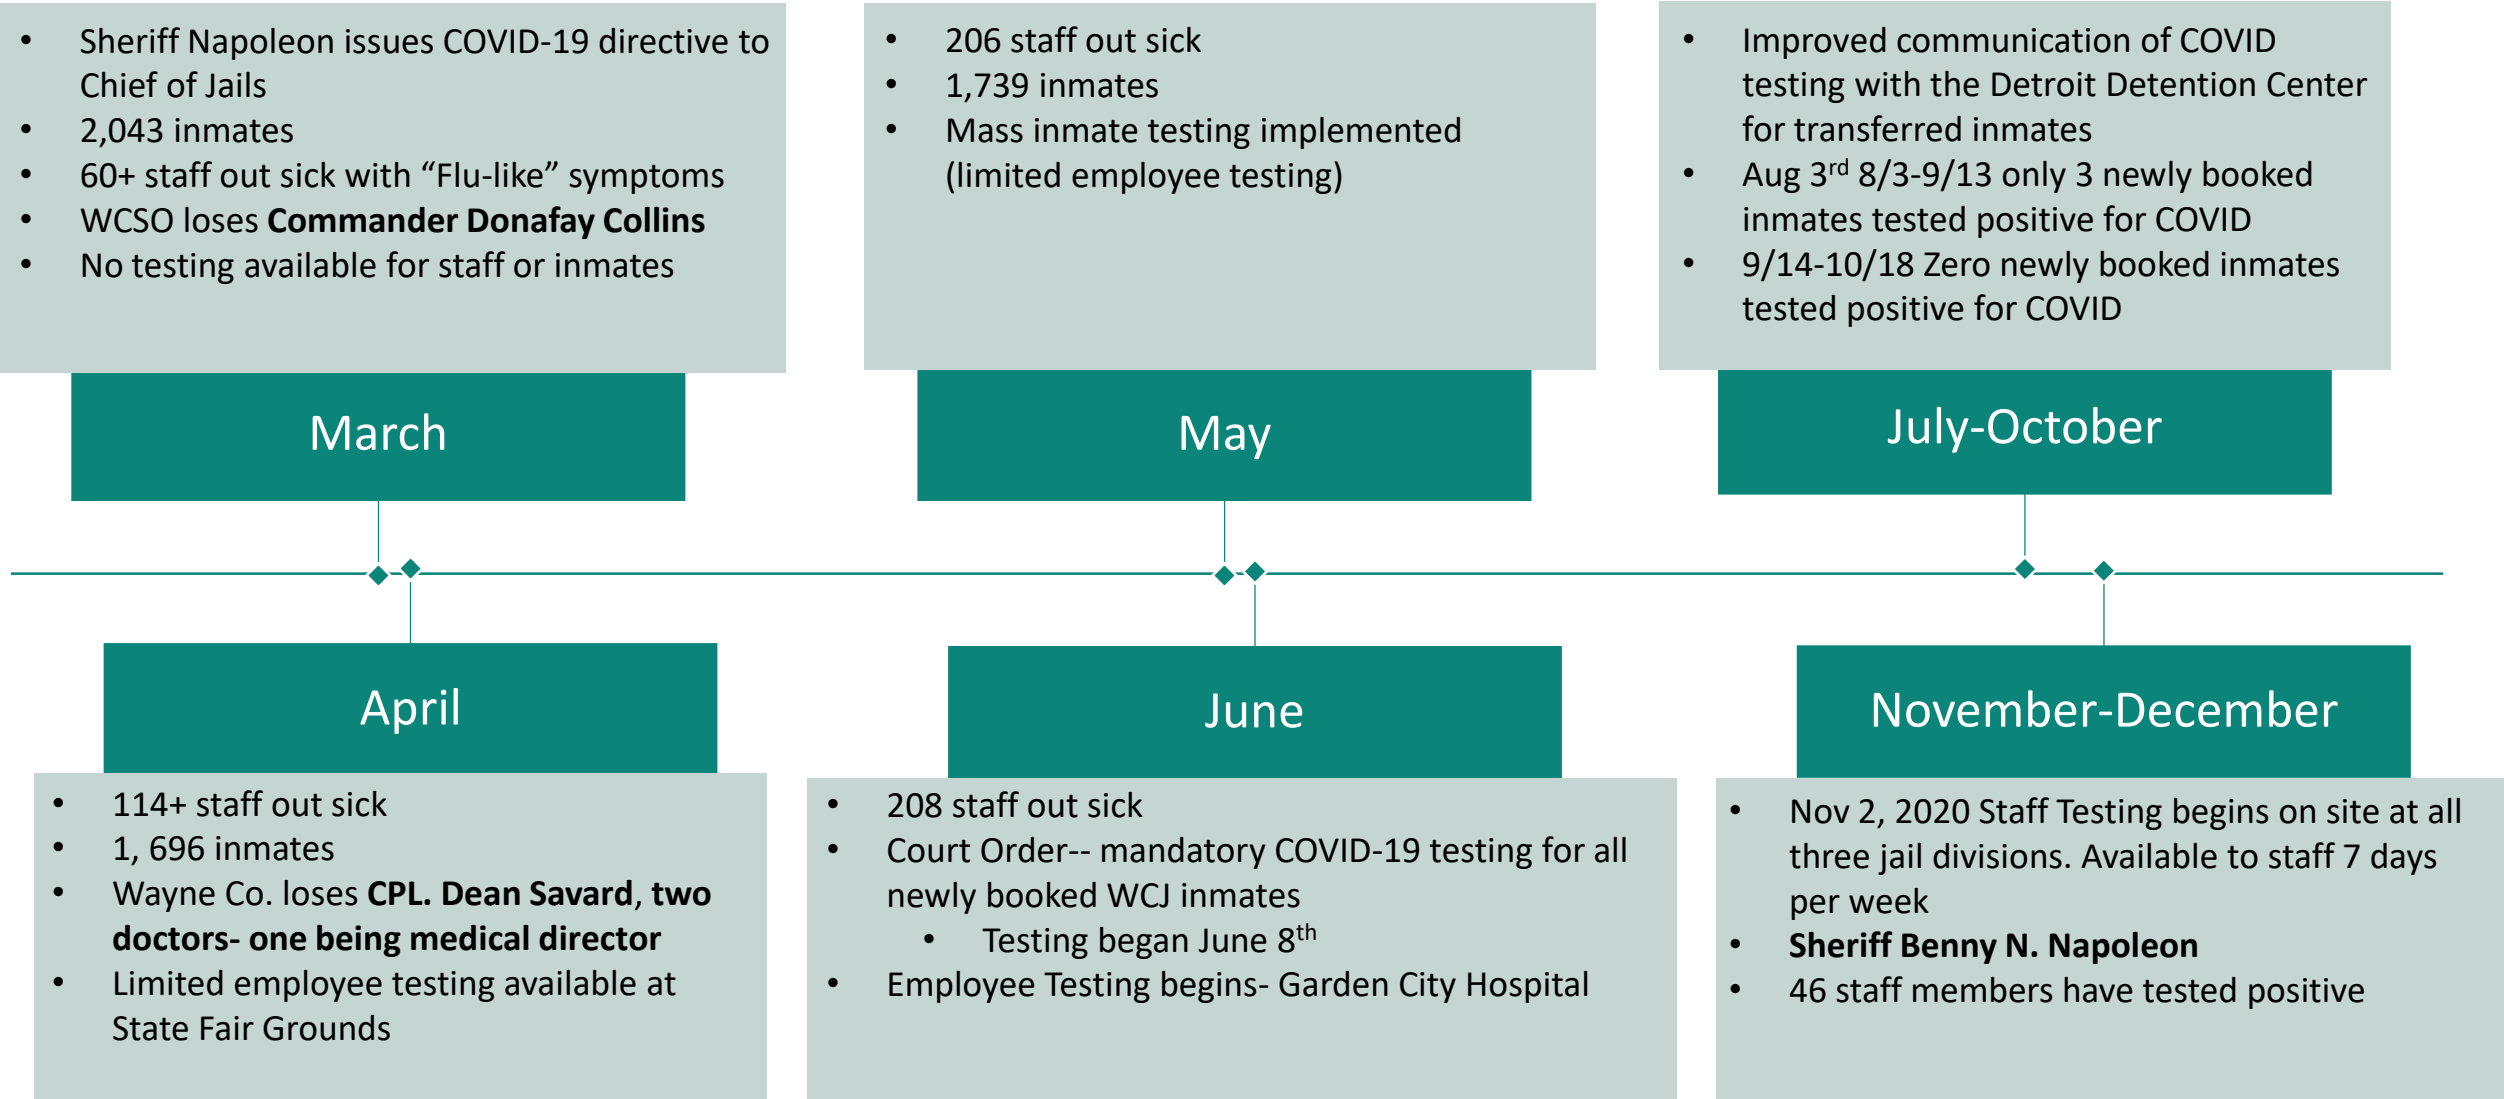 • Sheriff Napoleon issues COVID-19 directive to
Chief of Jails
• 2,043 inmates
• 60+ staff out sick with “Flu-like” symptoms
• WCSO loses Commander Donafay Collins
• No testing available for staff or inmates
March
• 114+ staff out sick
• 1, 696 inmates
• Wayne Co. loses CPL. Dean Savard, two
doctors- one being medical director
• Limited employee testing available at
State Fair Grounds
April
• 206 staff out sick
• 1,739 inmates
• Mass inmate testing implemented
(limited employee testing)
May
June
• 208 staff out sick
• Court Order-- mandatory COVID-19 testing for all
newly booked WCJ inmates
• Testing began June 8th
• Employee Testing begins- Garden City Hospital
• Improved communication of COVID
testing with the Detroit Detention Center
for transferred inmates
• Aug 3rd 8/3-9/13 only 3 newly booked
inmates tested positive for COVID
• 9/14-10/18 Zero newly booked inmates
tested positive for COVID
July-October
November-December
• Nov 2, 2020 Staff Testing begins on site at all
three jail divisions. Available to staff 7 days
per week
• Sheriff Benny N. Napoleon
• 46 staff members have tested positive